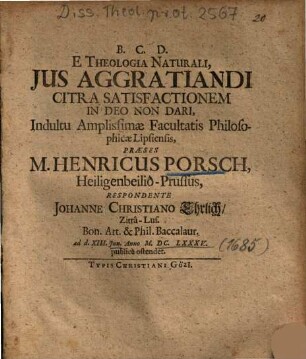 Diss. Theol. prot. 2567
20
B. C. D.
E THEOLOGIA NATURALI,
JUS AGGRATIANDI
CITRA SATISFACTIONEM
IN DEO NON DARI,
Indultu Amplissimæ Facultatis Philoso-
phicæ Lipsiensis,
PRÆSES
M. HENRICUS PORSCH,
Heiligenbeilid-Prussus,
RESPONDENTE
JOHANNE CHRISTIANO Ehrlich/
Zittâ-Lus.
Bon. Art. & Phil. Baccalaur.
ad d. XIII. Jun. Anno M. DC. LXXXV.
publicè ostendet.
(1685)
TYPIS CHRISTIANI GÖZI.